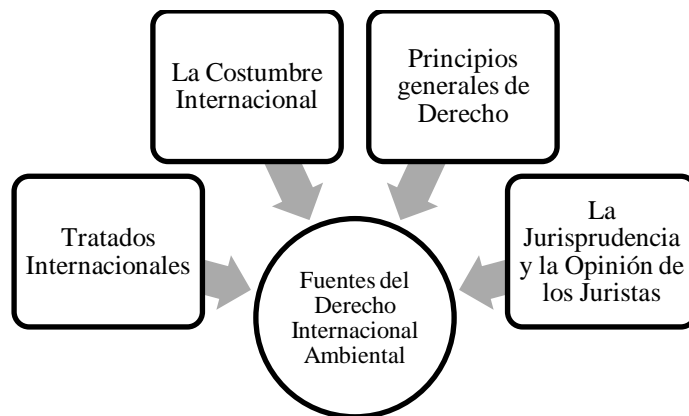 La Costumbre
Internacional
Principios
generales de
Derecho
Tratados
Internacionales
La
Jurisprudencia
y la Opinión de
los Juristas
Fuentes del
Derecho
Internacional
Ambiental